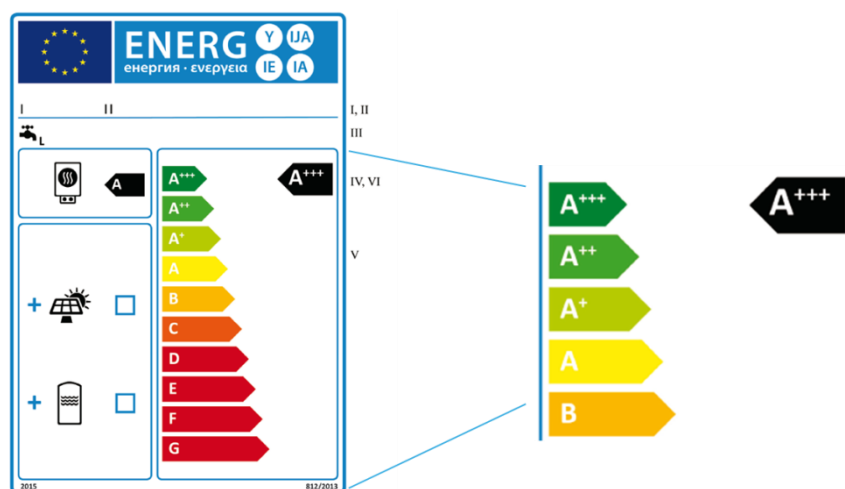 ENERG Y IJA
енергия · ενεργεια IE IA
I II I, II
L III
A A+++ A+++ IV, VI
A++
A+ V
A
B
C
D
E
F
G
2015 812/2013
A+++ A+++
A++
A+
A
B